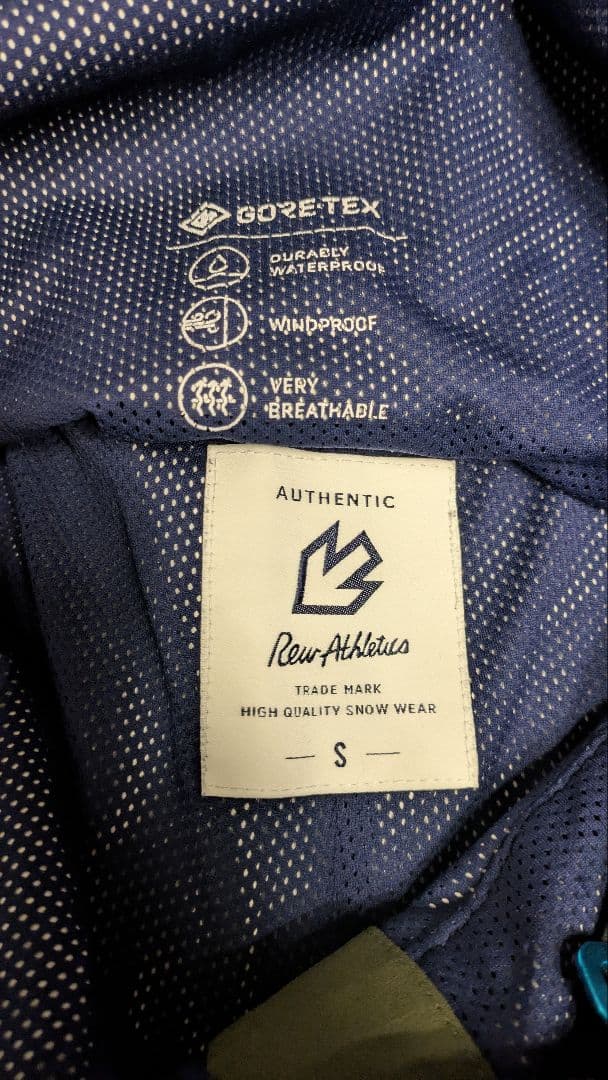 GORE-TEX
DURABLY
WATERPROOF
WINDPROOF
VERY
BREATHABLE
AUTHENTIC
Rew Athletics
TRADE MARK
HIGH QUALITY SNOW WEAR
— S —